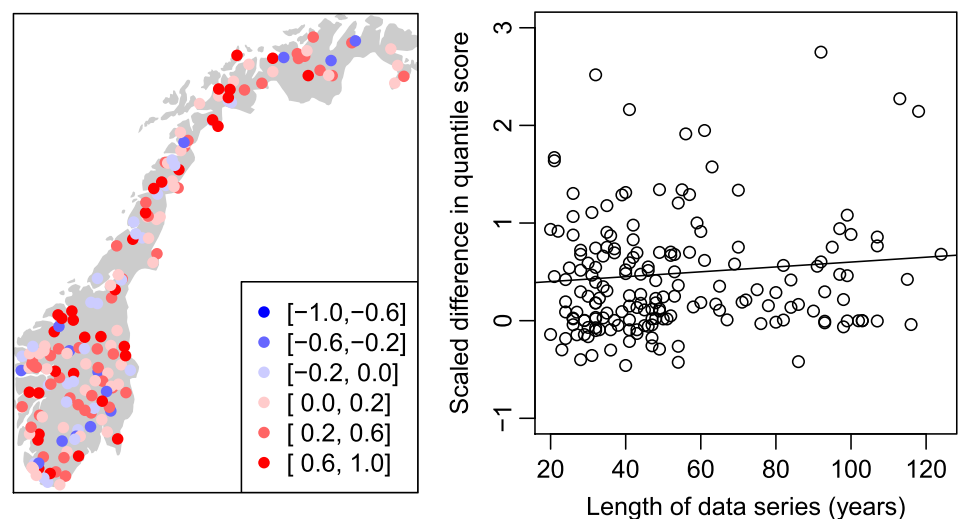 [−1.0,−0.6]
[−0.6,−0.2]
[−0.2, 0.0]
[ 0.0, 0.2]
[ 0.2, 0.6]
[ 0.6, 1.0]
Scaled difference in quantile score
3
2
1
0
−1
20 40 60 80 100 120
Length of data series (years)